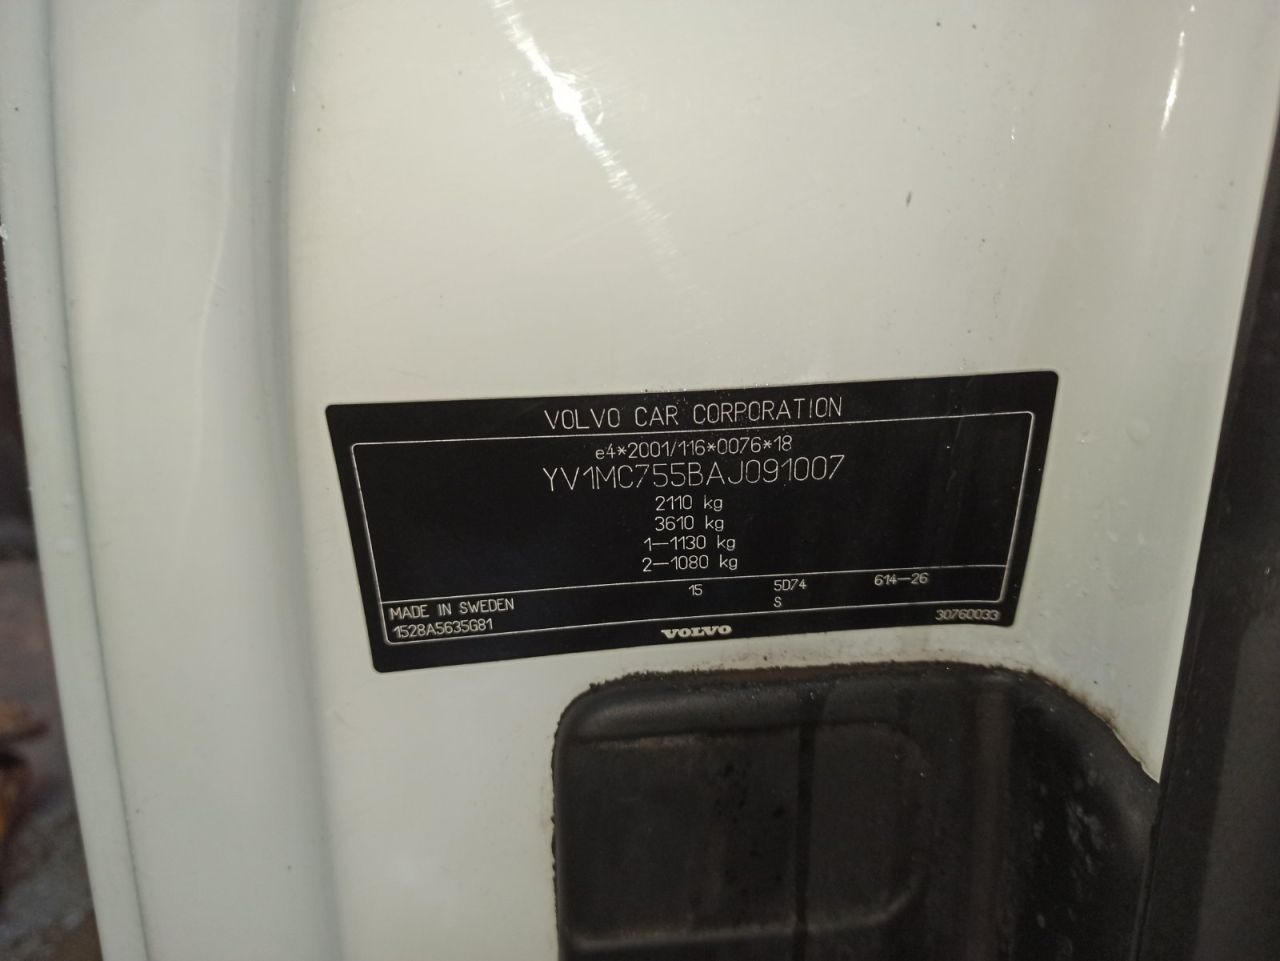 VOLVO CAR CORPORATION
e4*2001/116*0076*18
YV1MC755BAJ091007
2110 kg
3610 kg
1-1130 kg
2-1080 kg
MADE IN SWEDEN 15 5D74 614-26
1528A5635G81 S
VOLVO 30760033